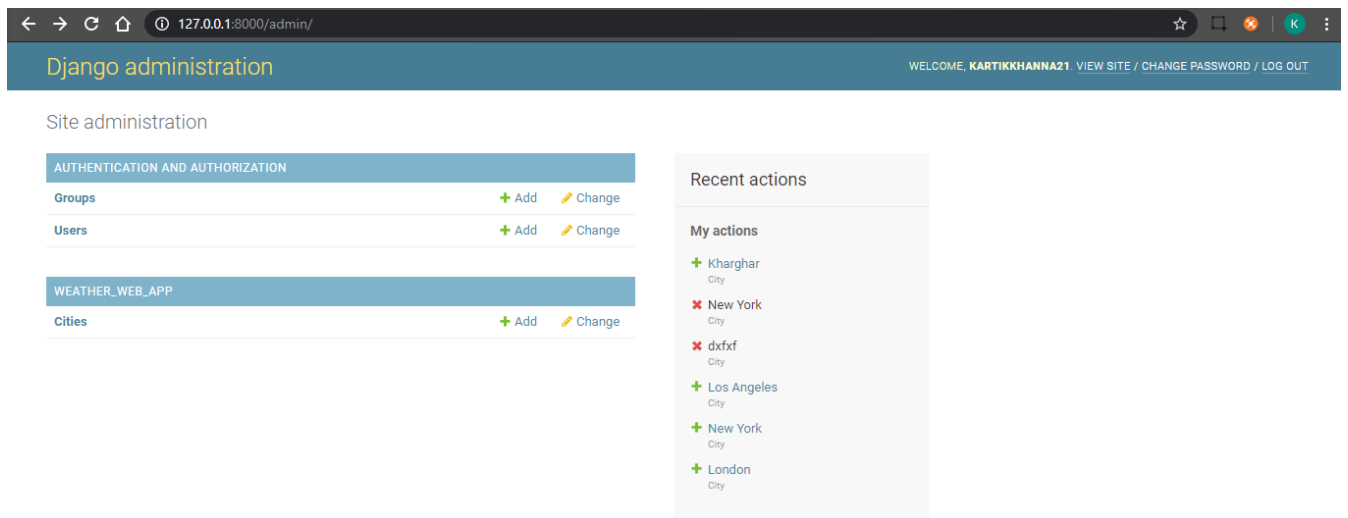 127.0.0.1:8000/admin/
K
Django administration
WELCOME, KARTIKKHANNA21. VIEW SITE / CHANGE PASSWORD / LOG OUT
Site administration
AUTHENTICATION AND AUTHORIZATION
Groups Add Change
Users Add Change
WEATHER_WEB_APP
Cities Add Change
Recent actions
My actions
Kharghar
City
New York
City
dxfxf
City
Los Angeles
City
New York
City
London
City